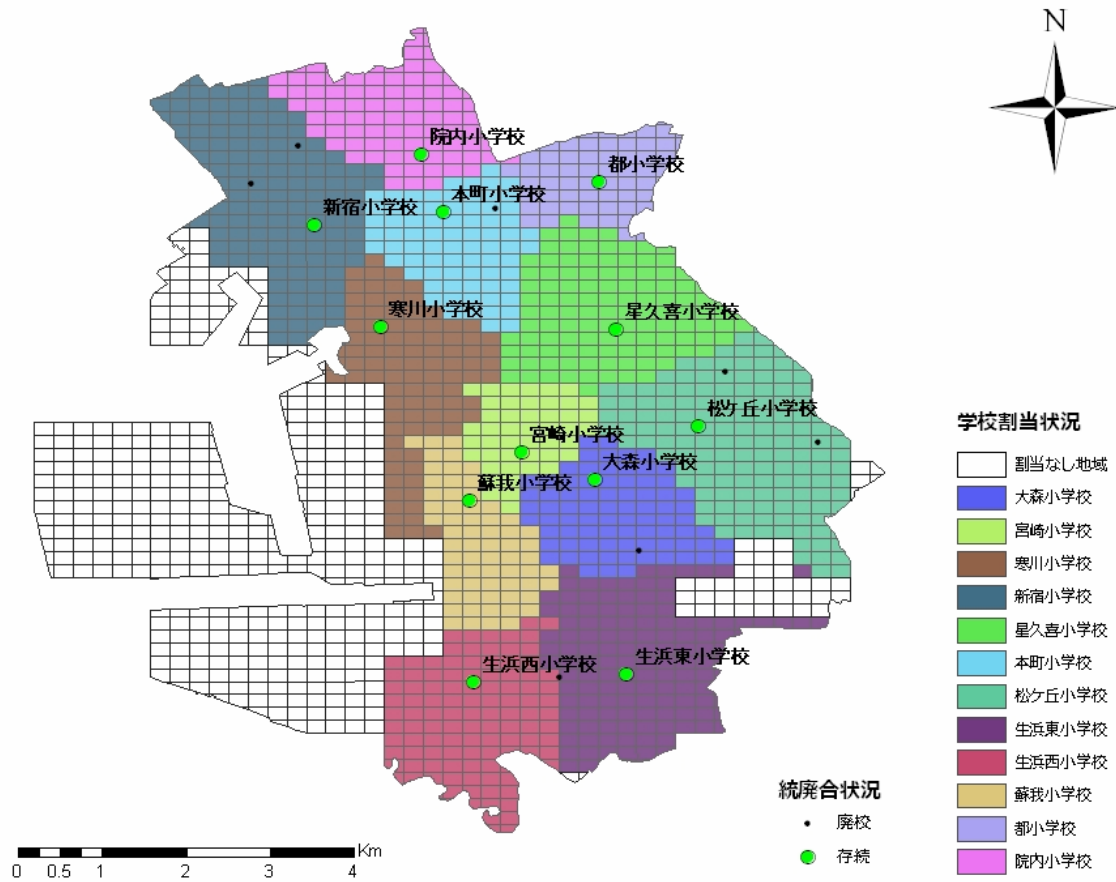 N
院内小学校
都小学校
本町小学校
新宿小学校
寒川小学校
星久喜小学校
松ケ丘小学校
宮崎小学校
大森小学校
蘇我小学校
生浜西小学校
生浜東小学校
学校割当状況
割当なし地域
大森小学校
宮崎小学校
寒川小学校
新宿小学校
星久喜小学校
本町小学校
松ケ丘小学校
生浜東小学校
生浜西小学校
蘇我小学校
都小学校
院内小学校
統廃合状況
廃校
存続
Km
0 0.5 1 2 3 4